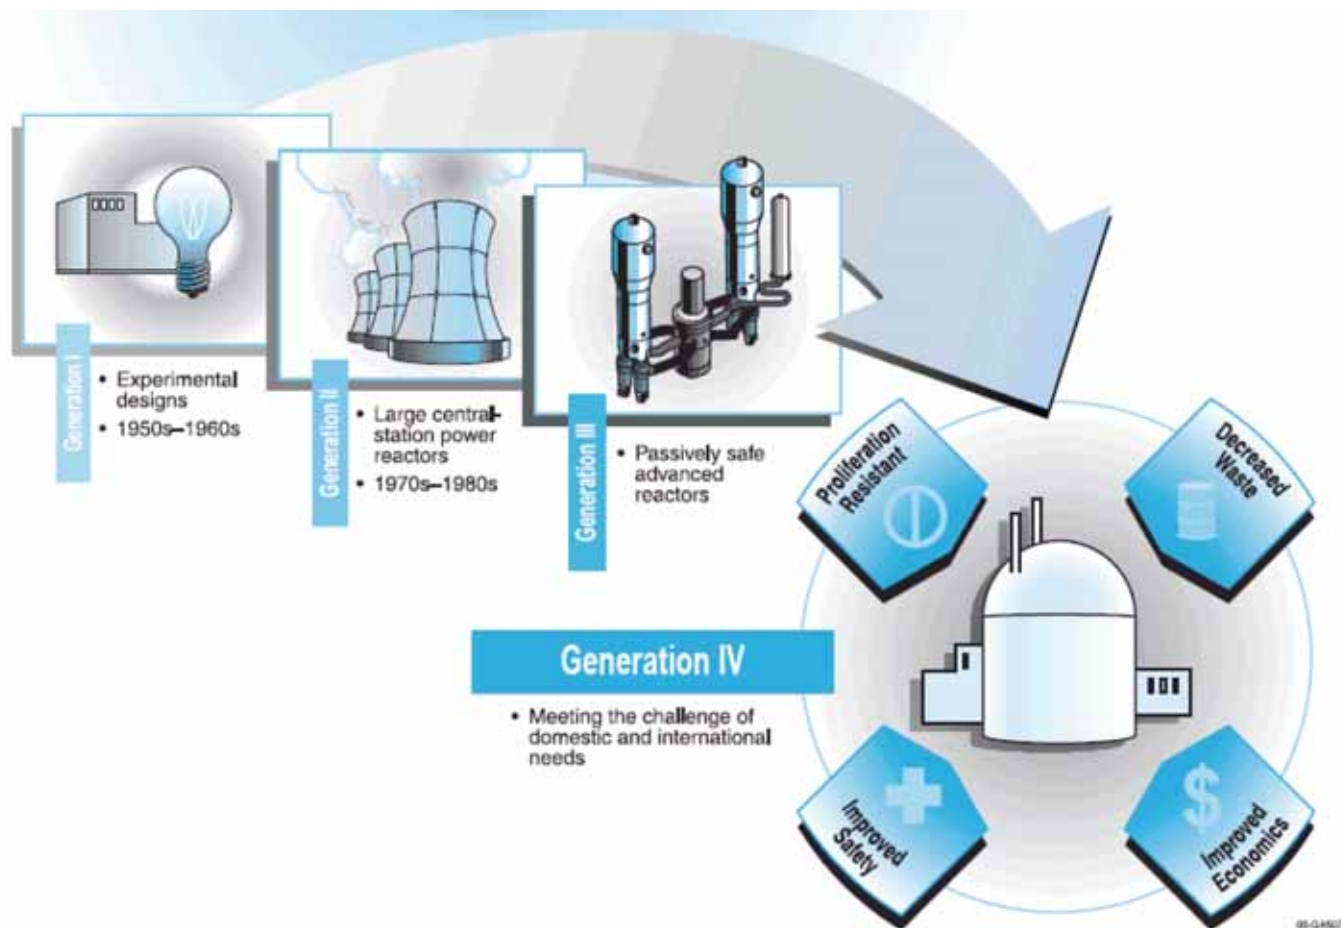 Generation I
• Experimental
designs
• 1950s–1960s
Generation II
• Large central-
station power
reactors
• 1970s–1980s
Generation III
• Passively safe
advanced
reactors
Generation IV
• Meeting the challenge of
domestic and international
needs
Proliferation
Resistant
Decreased
Waste
Improved
Safety
$
Improved
Economics